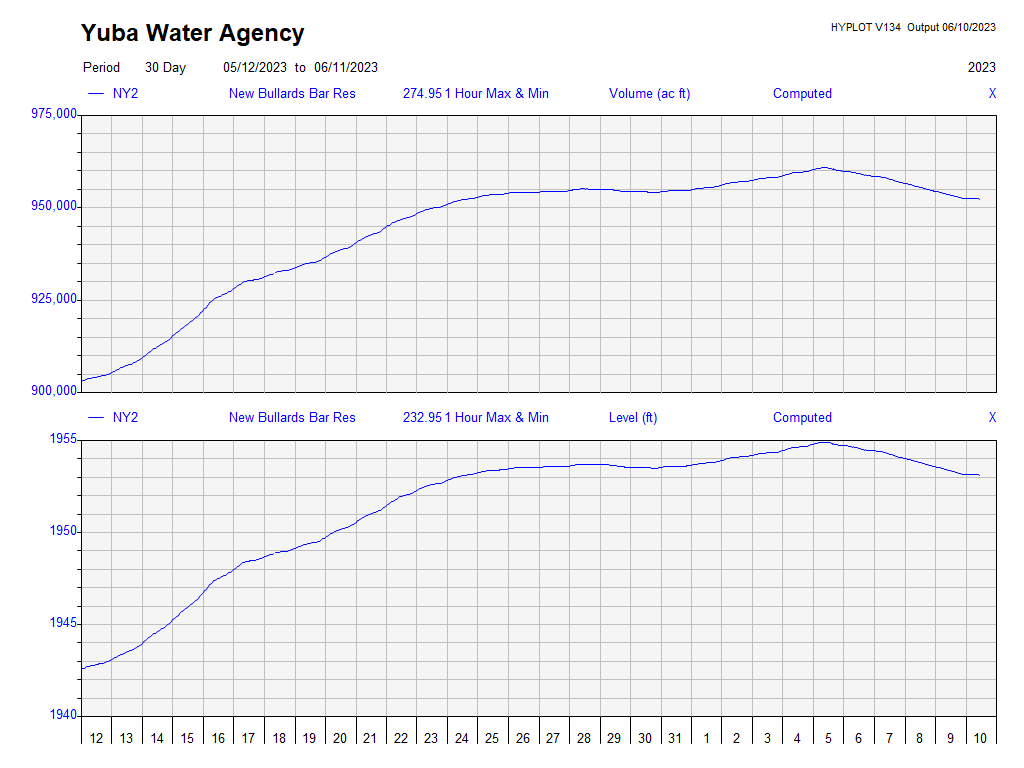 Yuba Water Agency
HYPLOT V134 Output 06/10/2023
Period 30 Day 05/12/2023 to 06/11/2023 2023
NY2 New Bullards Bar Res 274.95 1 Hour Max & Min Volume (ac ft) Computed X
975,000
950,000
925,000
900,000
NY2 New Bullards Bar Res 232.95 1 Hour Max & Min Level (ft) Computed X
1955
1950
1945
1940
12 13 14 15 16 17 18 19 20 21 22 23 24 25 26 27 28 29 30 31 1 2 3 4 5 6 7 8 9 10